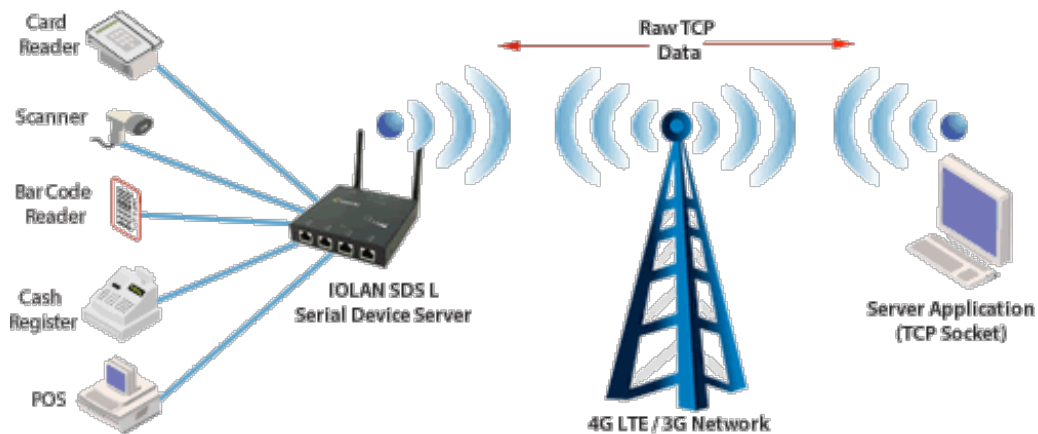 Card
Reader
Scanner
Bar Code
Reader
Cash
Register
POS
IOLAN SDS L
Serial Device Server
Raw TCP
Data
4G LTE / 3G Network
Server Application
(TCP Socket)